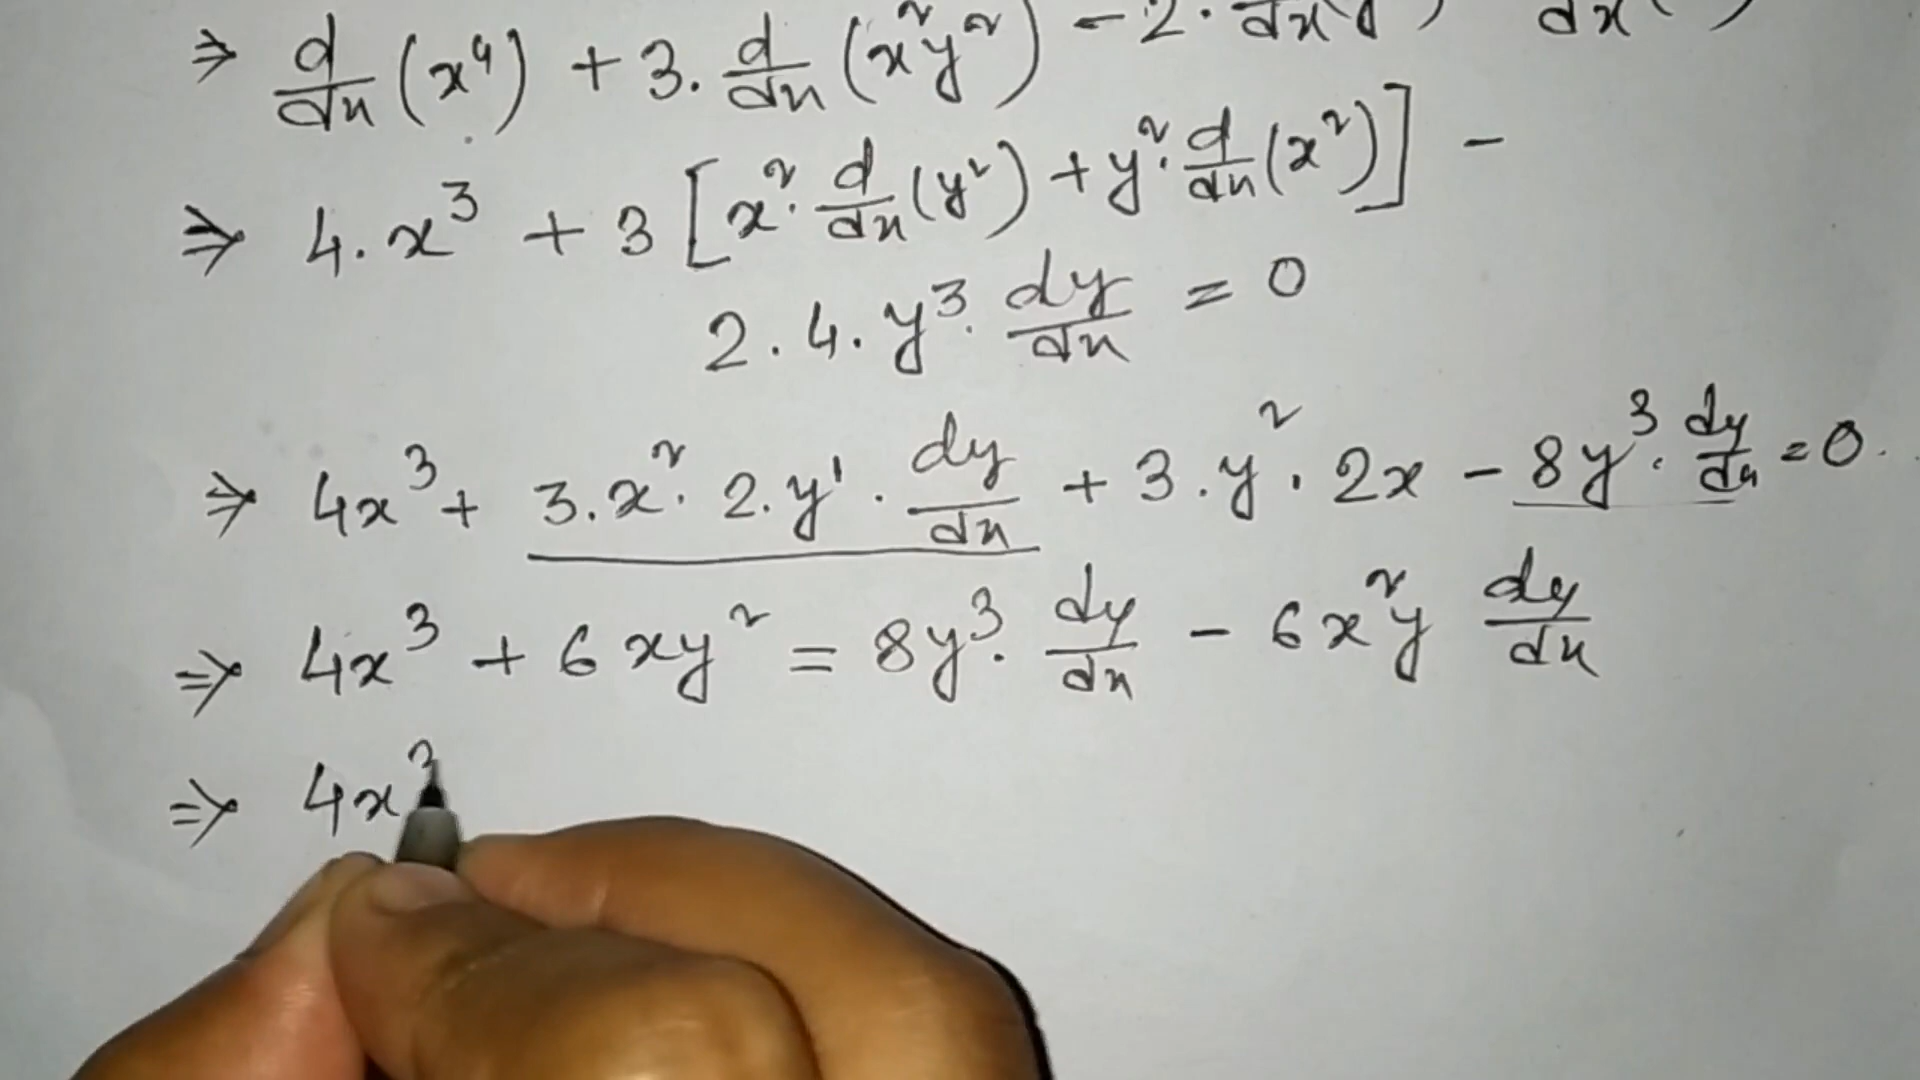 ⇒ d/dx (x⁴) + 3. d/dx (x²y²) - 2. d/dx
⇒ 4.x³ + 3 [x². d/dx (y²) + y². d/dx (x²)] -
2.4.y³. dy/dx = 0
⇒ 4x³ + 3.x².2.y¹. dy/dx + 3.y².2x - 8y³. dy/dx = 0.
⇒ 4x³ + 6xy² = 8y³. dy/dx - 6x²y dy/dx
⇒ 4x³